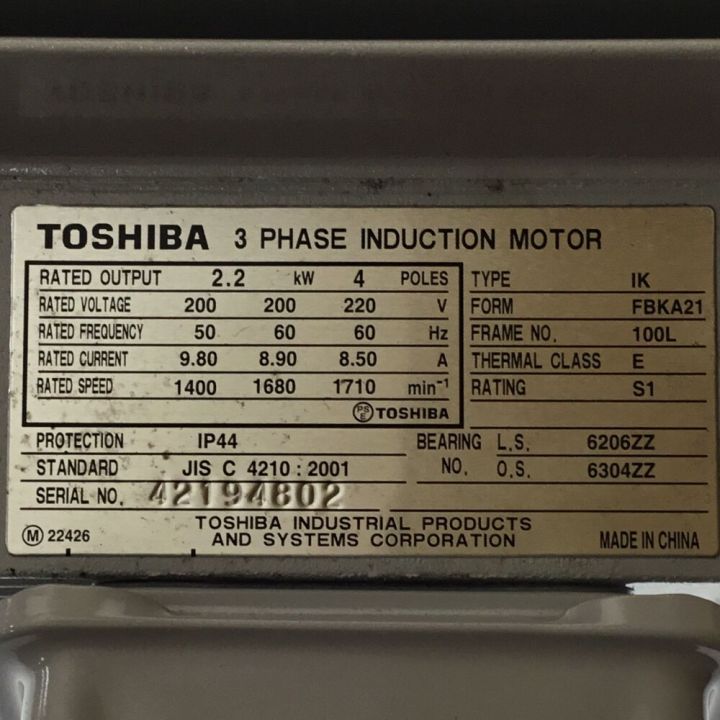 TOSHIBA 3 PHASE INDUCTION MOTOR
RATED OUTPUT 2.2 kW 4 POLES
RATED VOLTAGE 200 200 220 V
RATED FREQUENCY 50 60 60 Hz
RATED CURRENT 9.80 8.90 8.50 A
RATED SPEED 1400 1680 1710 min⁻¹
PS E TOSHIBA
TYPE IK
FORM FBKA21
FRAME NO. 100L
THERMAL CLASS E
RATING S1
PROTECTION IP44
STANDARD JIS C 4210 : 2001
SERIAL NO. 42194802
BEARING NO. L.S. 6206ZZ
O.S. 6304ZZ
M 22426
TOSHIBA INDUSTRIAL PRODUCTS
AND SYSTEMS CORPORATION
MADE IN CHINA